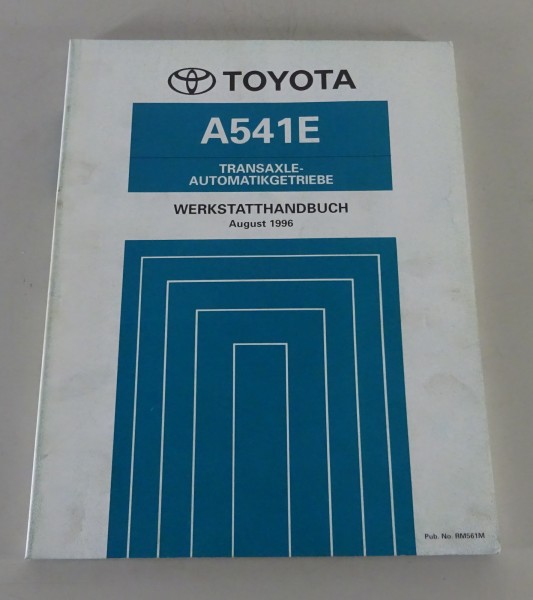 TOYOTA
A541E
TRANSAXLE-
AUTOMATIKGETRIEBE
WERKSTATTHANDBUCH
August 1996
Pub. No. RM561M